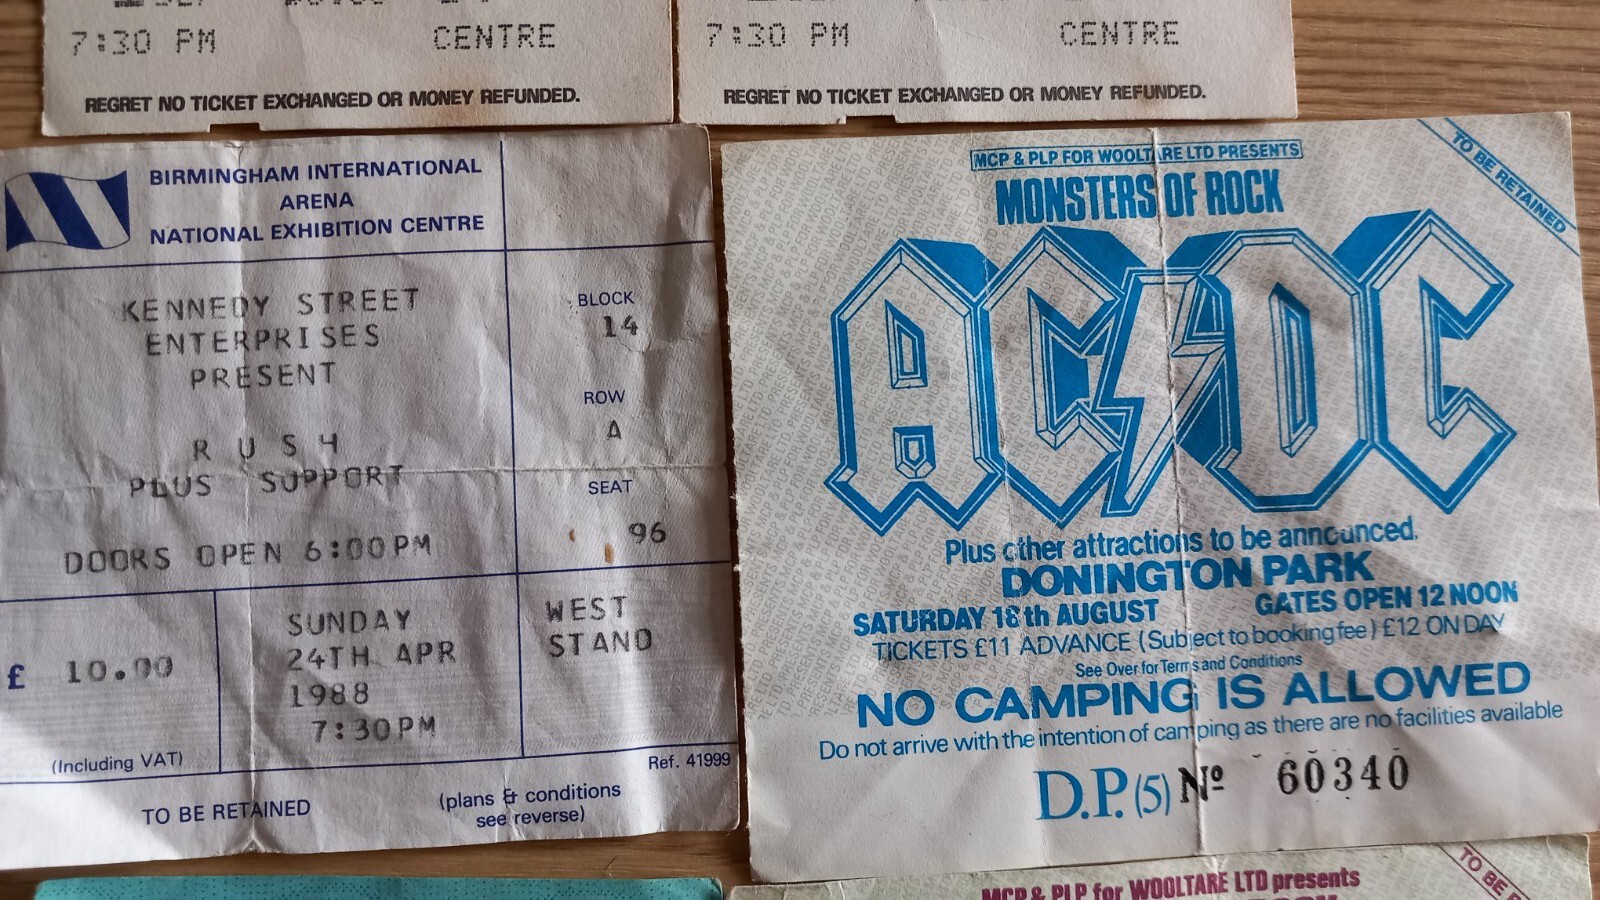 7:30 PM CENTRE
REGRET NO TICKET EXCHANGED OR MONEY REFUNDED.
7:30 PM CENTRE
REGRET NO TICKET EXCHANGED OR MONEY REFUNDED.
BIRMINGHAM INTERNATIONAL
ARENA
NATIONAL EXHIBITION CENTRE
KENNEDY STREET
ENTERPRISES
PRESENT
RUSH
PLUS SUPPORT
DOORS OPEN 6:00PM
BLOCK
14
ROW
A
SEAT
96
£ 10.00
(Including VAT)
SUNDAY
24TH APR
1988
7:30PM
WEST
STAND
Ref. 41999
TO BE RETAINED
(plans & conditions
see reverse)
MCP & PLP FOR WOOLTARE LTD PRESENTS
TO BE RETAINED
MONSTERS OF ROCK
AC DC
Plus other attractions to be announced.
DONINGTON PARK
SATURDAY 18th AUGUST GATES OPEN 12 NOON
TICKETS £11 ADVANCE (Subject to booking fee) £12 ON DAY
See Over for Terms and Conditions
NO CAMPING IS ALLOWED
Do not arrive with the intention of camping as there are no facilities available
D.P. (5) Nº 60340
MCP & PLP for WOOLTARE LTD presents
TO BE